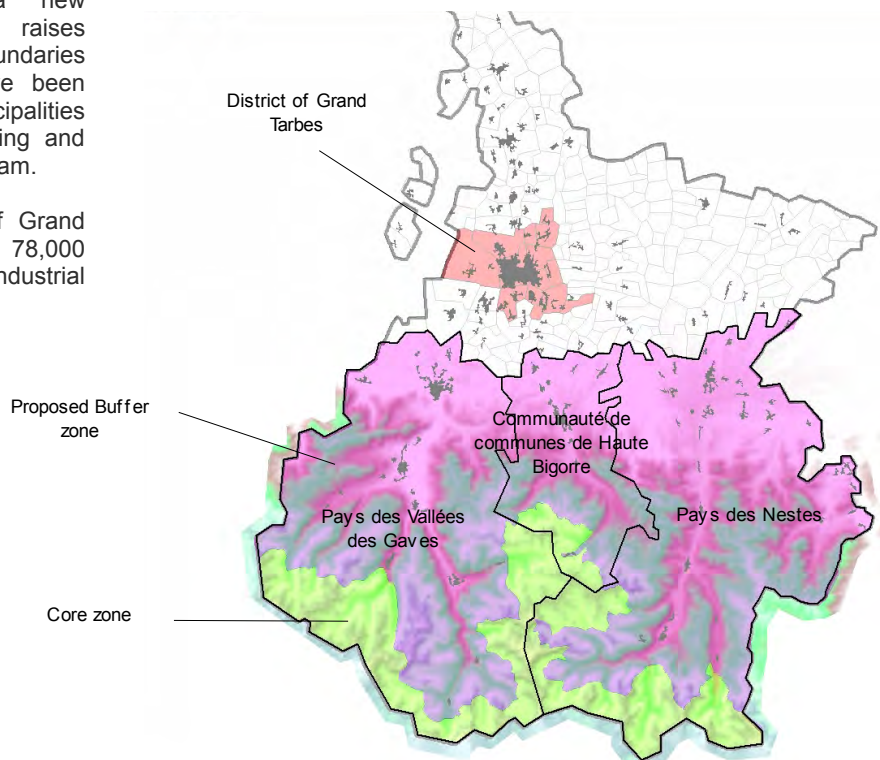 a new
raises
undaries
e been
cipalities
ing and
am.
f Grand
78,000
ndustrial
District of Grand
Tarbes
Proposed Buffer
zone
Communauté de
communes de Haute
Bigorre
Pays des Vallées
des Gaves
Pays des Nestes
Core zone